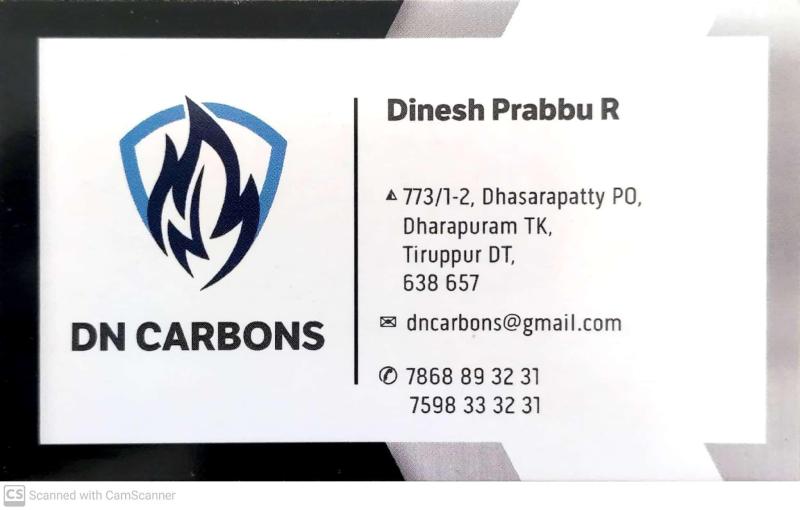 Dinesh Prabbu R
773/1-2, Dhasarapatty PO,
Dharapuram TK,
Tiruppur DT,
638 657
dncarbons@gmail.com
7868 89 32 31
7598 33 32 31
DN CARBONS
CS Scanned with CamScanner